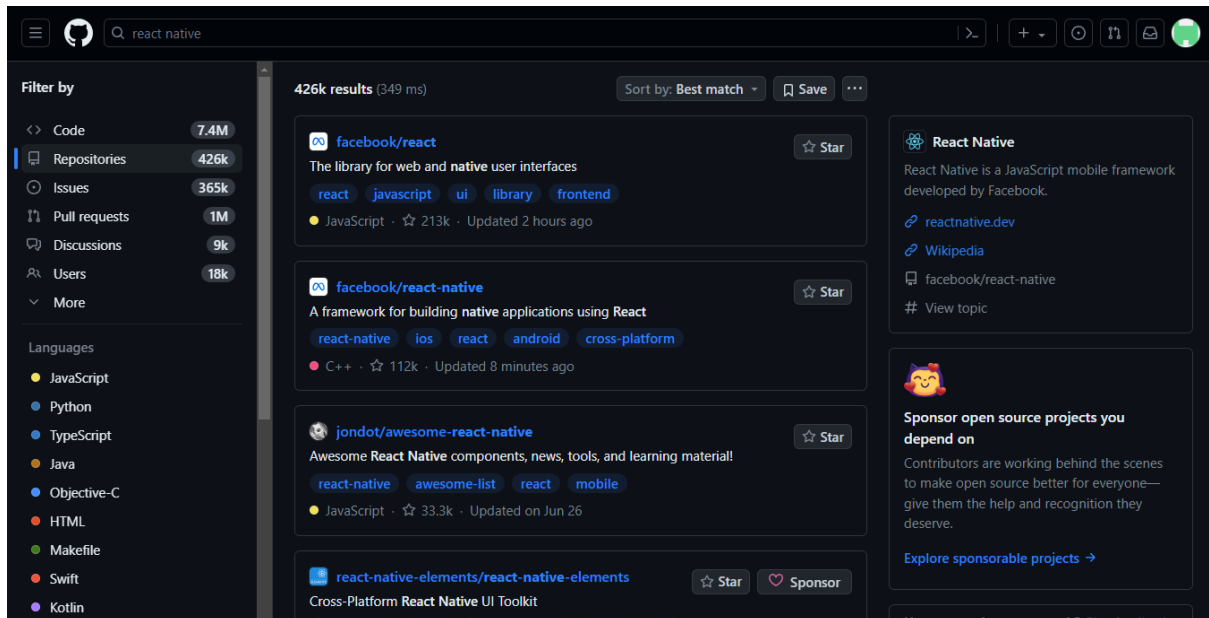 react native
Filter by
Code 7.4M
Repositories 426k
Issues 365k
Pull requests 1M
Discussions 9k
Users 18k
More
Languages
JavaScript
Python
TypeScript
Java
Objective-C
HTML
Makefile
Swift
Kotlin
426k results (349 ms)
Sort by: Best match
Save
facebook/react
Star
The library for web and native user interfaces
react javascript ui library frontend
JavaScript · 213k · Updated 2 hours ago
facebook/react-native
Star
A framework for building native applications using React
react-native ios react android cross-platform
C++ · 112k · Updated 8 minutes ago
jondot/awesome-react-native
Star
Awesome React Native components, news, tools, and learning material!
react-native awesome-list react mobile
JavaScript · 33.3k · Updated on Jun 26
react-native-elements/react-native-elements
Star Sponsor
Cross-Platform React Native UI Toolkit
React Native
React Native is a JavaScript mobile framework
developed by Facebook.
reactnative.dev
Wikipedia
facebook/react-native
# View topic
Sponsor open source projects you
depend on
Contributors are working behind the scenes
to make open source better for everyone—
give them the help and recognition they
deserve.
Explore sponsorable projects →